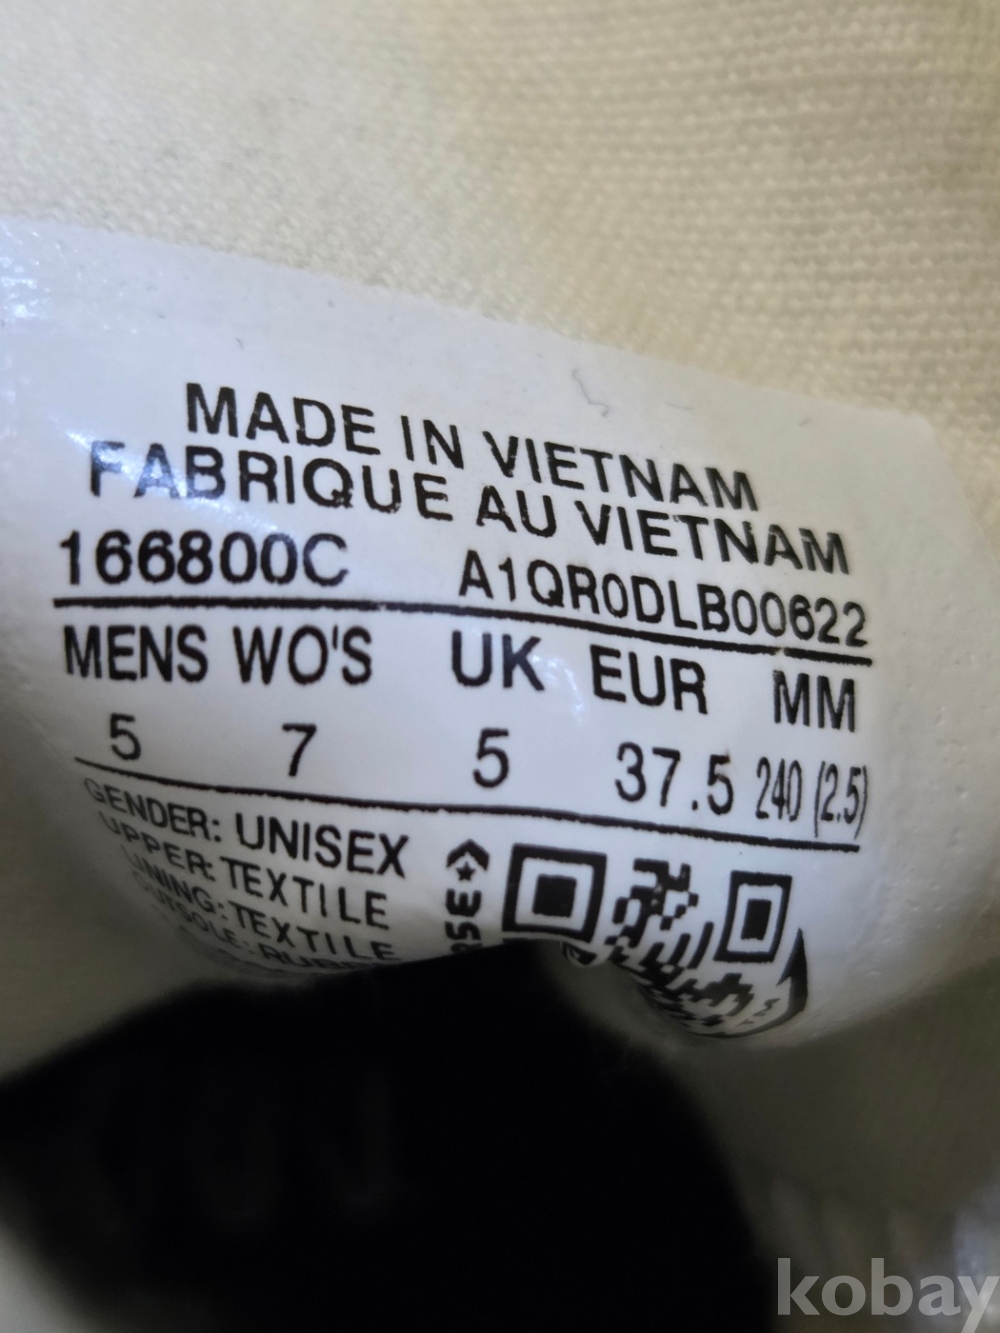 MADE IN VIETNAM
FABRIQUE AU VIETNAM
166800C A1QR0DLB00622
MENS WO'S UK EUR MM
5 7 5 37.5 240 (2.5)
GENDER: UNISEX
UPPER: TEXTILE
LINING: TEXTILE
OUTSOLE:
kobay